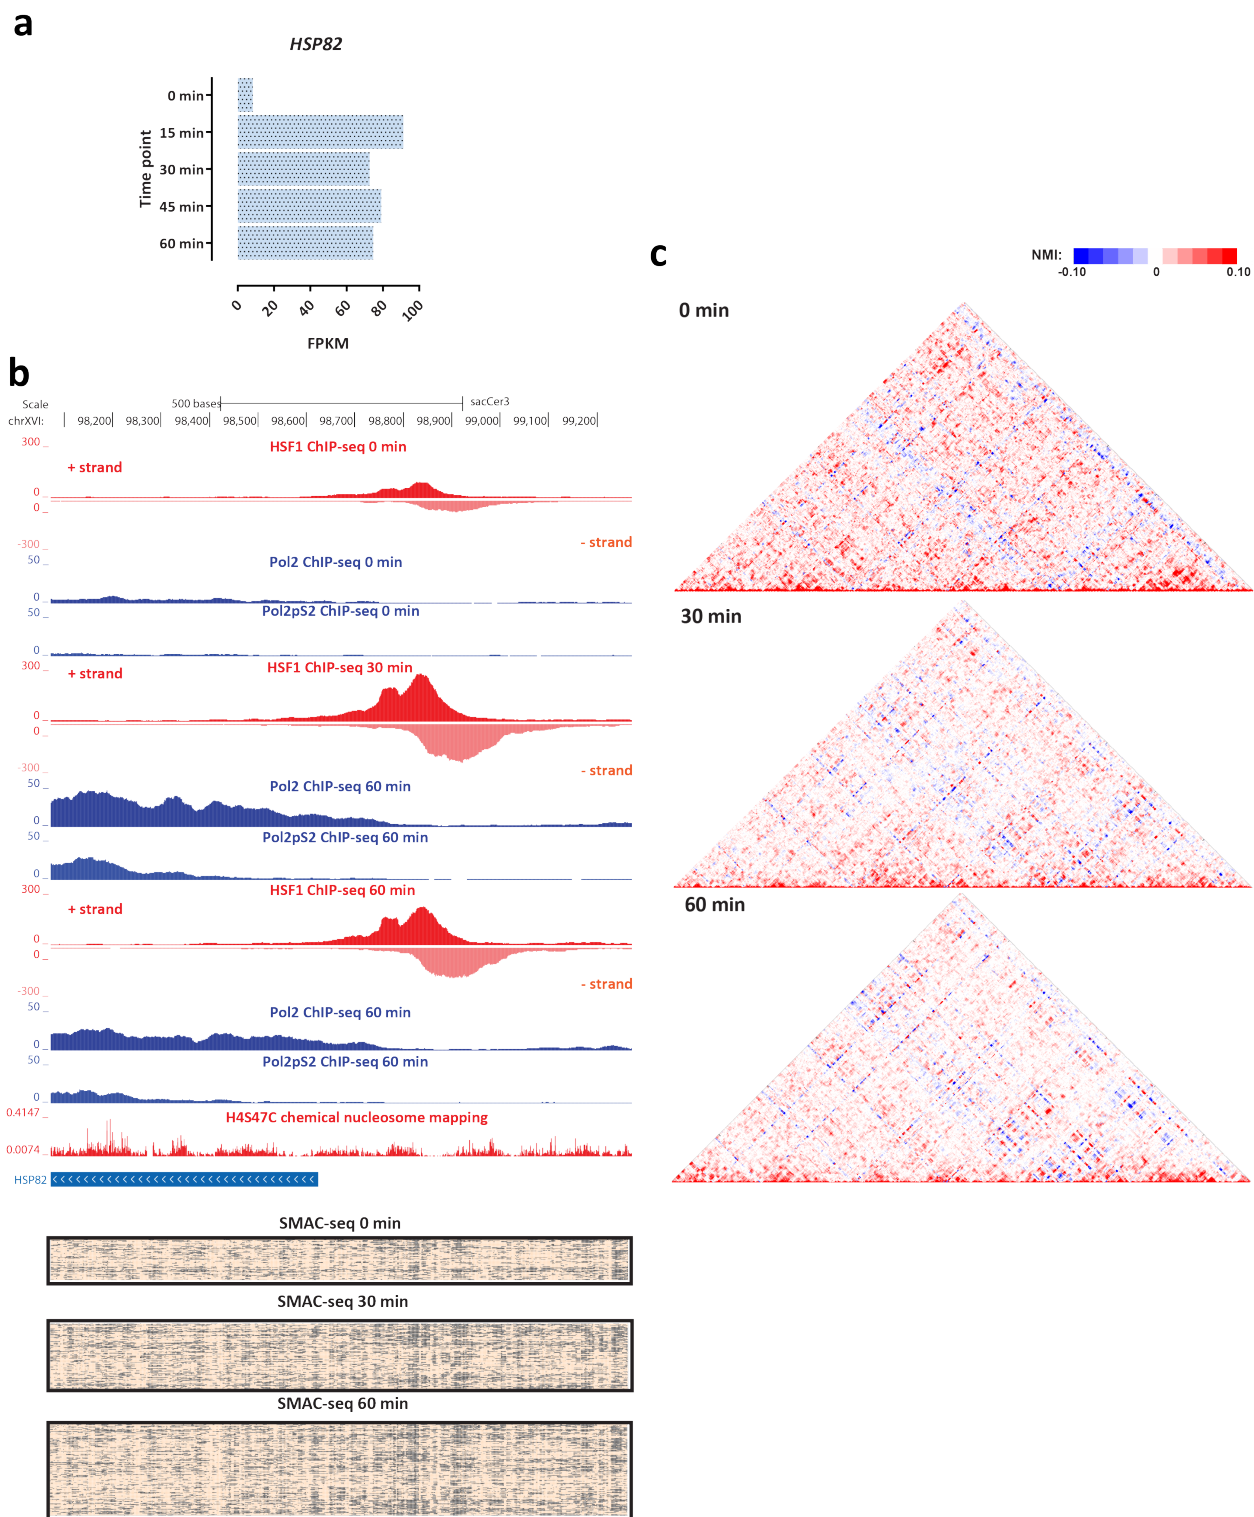 a
HSP82
Time point
0 min
15 min
30 min
45 min
60 min
0 20 40 60 80 100
FPKM
b
Scale 500 bases sacCer3
chrXVI: 98,200 98,300 98,400 98,500 98,600 98,700 98,800 98,900 99,000 99,100 99,200
300 HSF1 ChIP-seq 0 min
+ strand
0
0
-300 - strand
50 Pol2 ChIP-seq 0 min
0
50 Pol2pS2 ChIP-seq 0 min
0
300 HSF1 ChIP-seq 30 min
+ strand
0
0
-300 - strand
50 Pol2 ChIP-seq 60 min
0
50 Pol2pS2 ChIP-seq 60 min
0
300 HSF1 ChIP-seq 60 min
+ strand
0
0
-300 - strand
50 Pol2 ChIP-seq 60 min
0
50 Pol2pS2 ChIP-seq 60 min
0
0.4147 H4S47C chemical nucleosome mapping
0.0074
HSP82
SMAC-seq 0 min
SMAC-seq 30 min
SMAC-seq 60 min
c
NMI:
-0.10 0 0.10
0 min
30 min
60 min